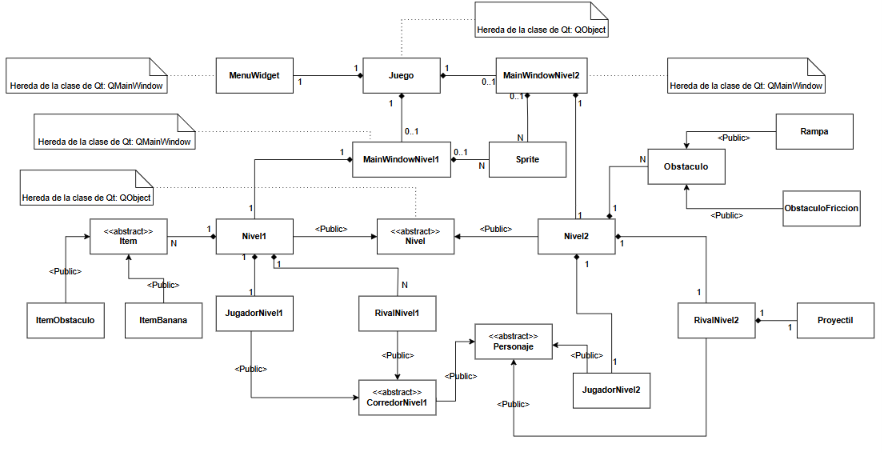 Hereda de la clase de Qt: QObject
MenuWidget
1
1
Juego
1
0..1
MainWindowNivel2
Hereda de la clase de Qt: QMainWindow
Hereda de la clase de Qt: QMainWindow
1
0..1
1
0..1
N
Hereda de la clase de Qt: QMainWindow
1
MainWindowNivel1
0..1
N
Sprite
<Public>
Rampa
N
Obstaculo
<Public>
ObstaculoFriccion
Hereda de la clase de Qt: QObject
1
1
1
<<abstract>>
Item
N
1
Nivel1
<Public>
<<abstract>>
Nivel
<Public>
Nivel2
1
<Public>
<Public>
1
1
1
1
N
1
ItemObstaculo
ItemBanana
JugadorNivel1
RivalNivel1
RivalNivel2
1
1
Proyectil
<<abstract>>
Personaje
<Public>
<Public>
<Public>
<Public>
1
<<abstract>>
CorredorNivel1
JugadorNivel2
<Public>